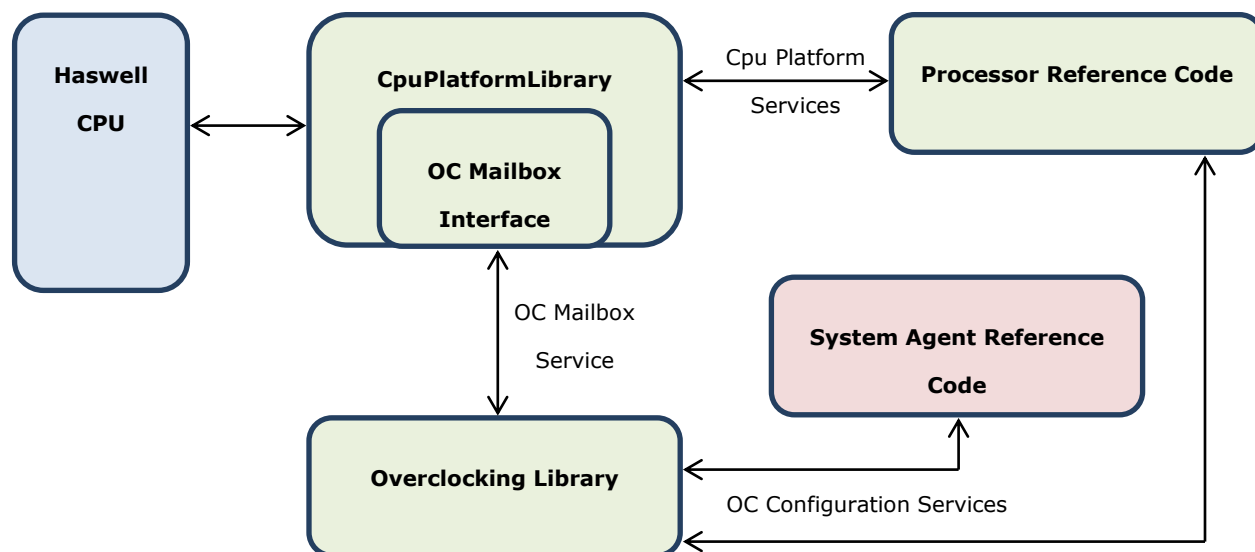 Haswell
CPU
CpuPlatformLibrary
OC Mailbox
Interface
Cpu Platform
Services
Processor Reference Code
OC Mailbox
Service
System Agent Reference
Code
Overclocking Library
OC Configuration Services